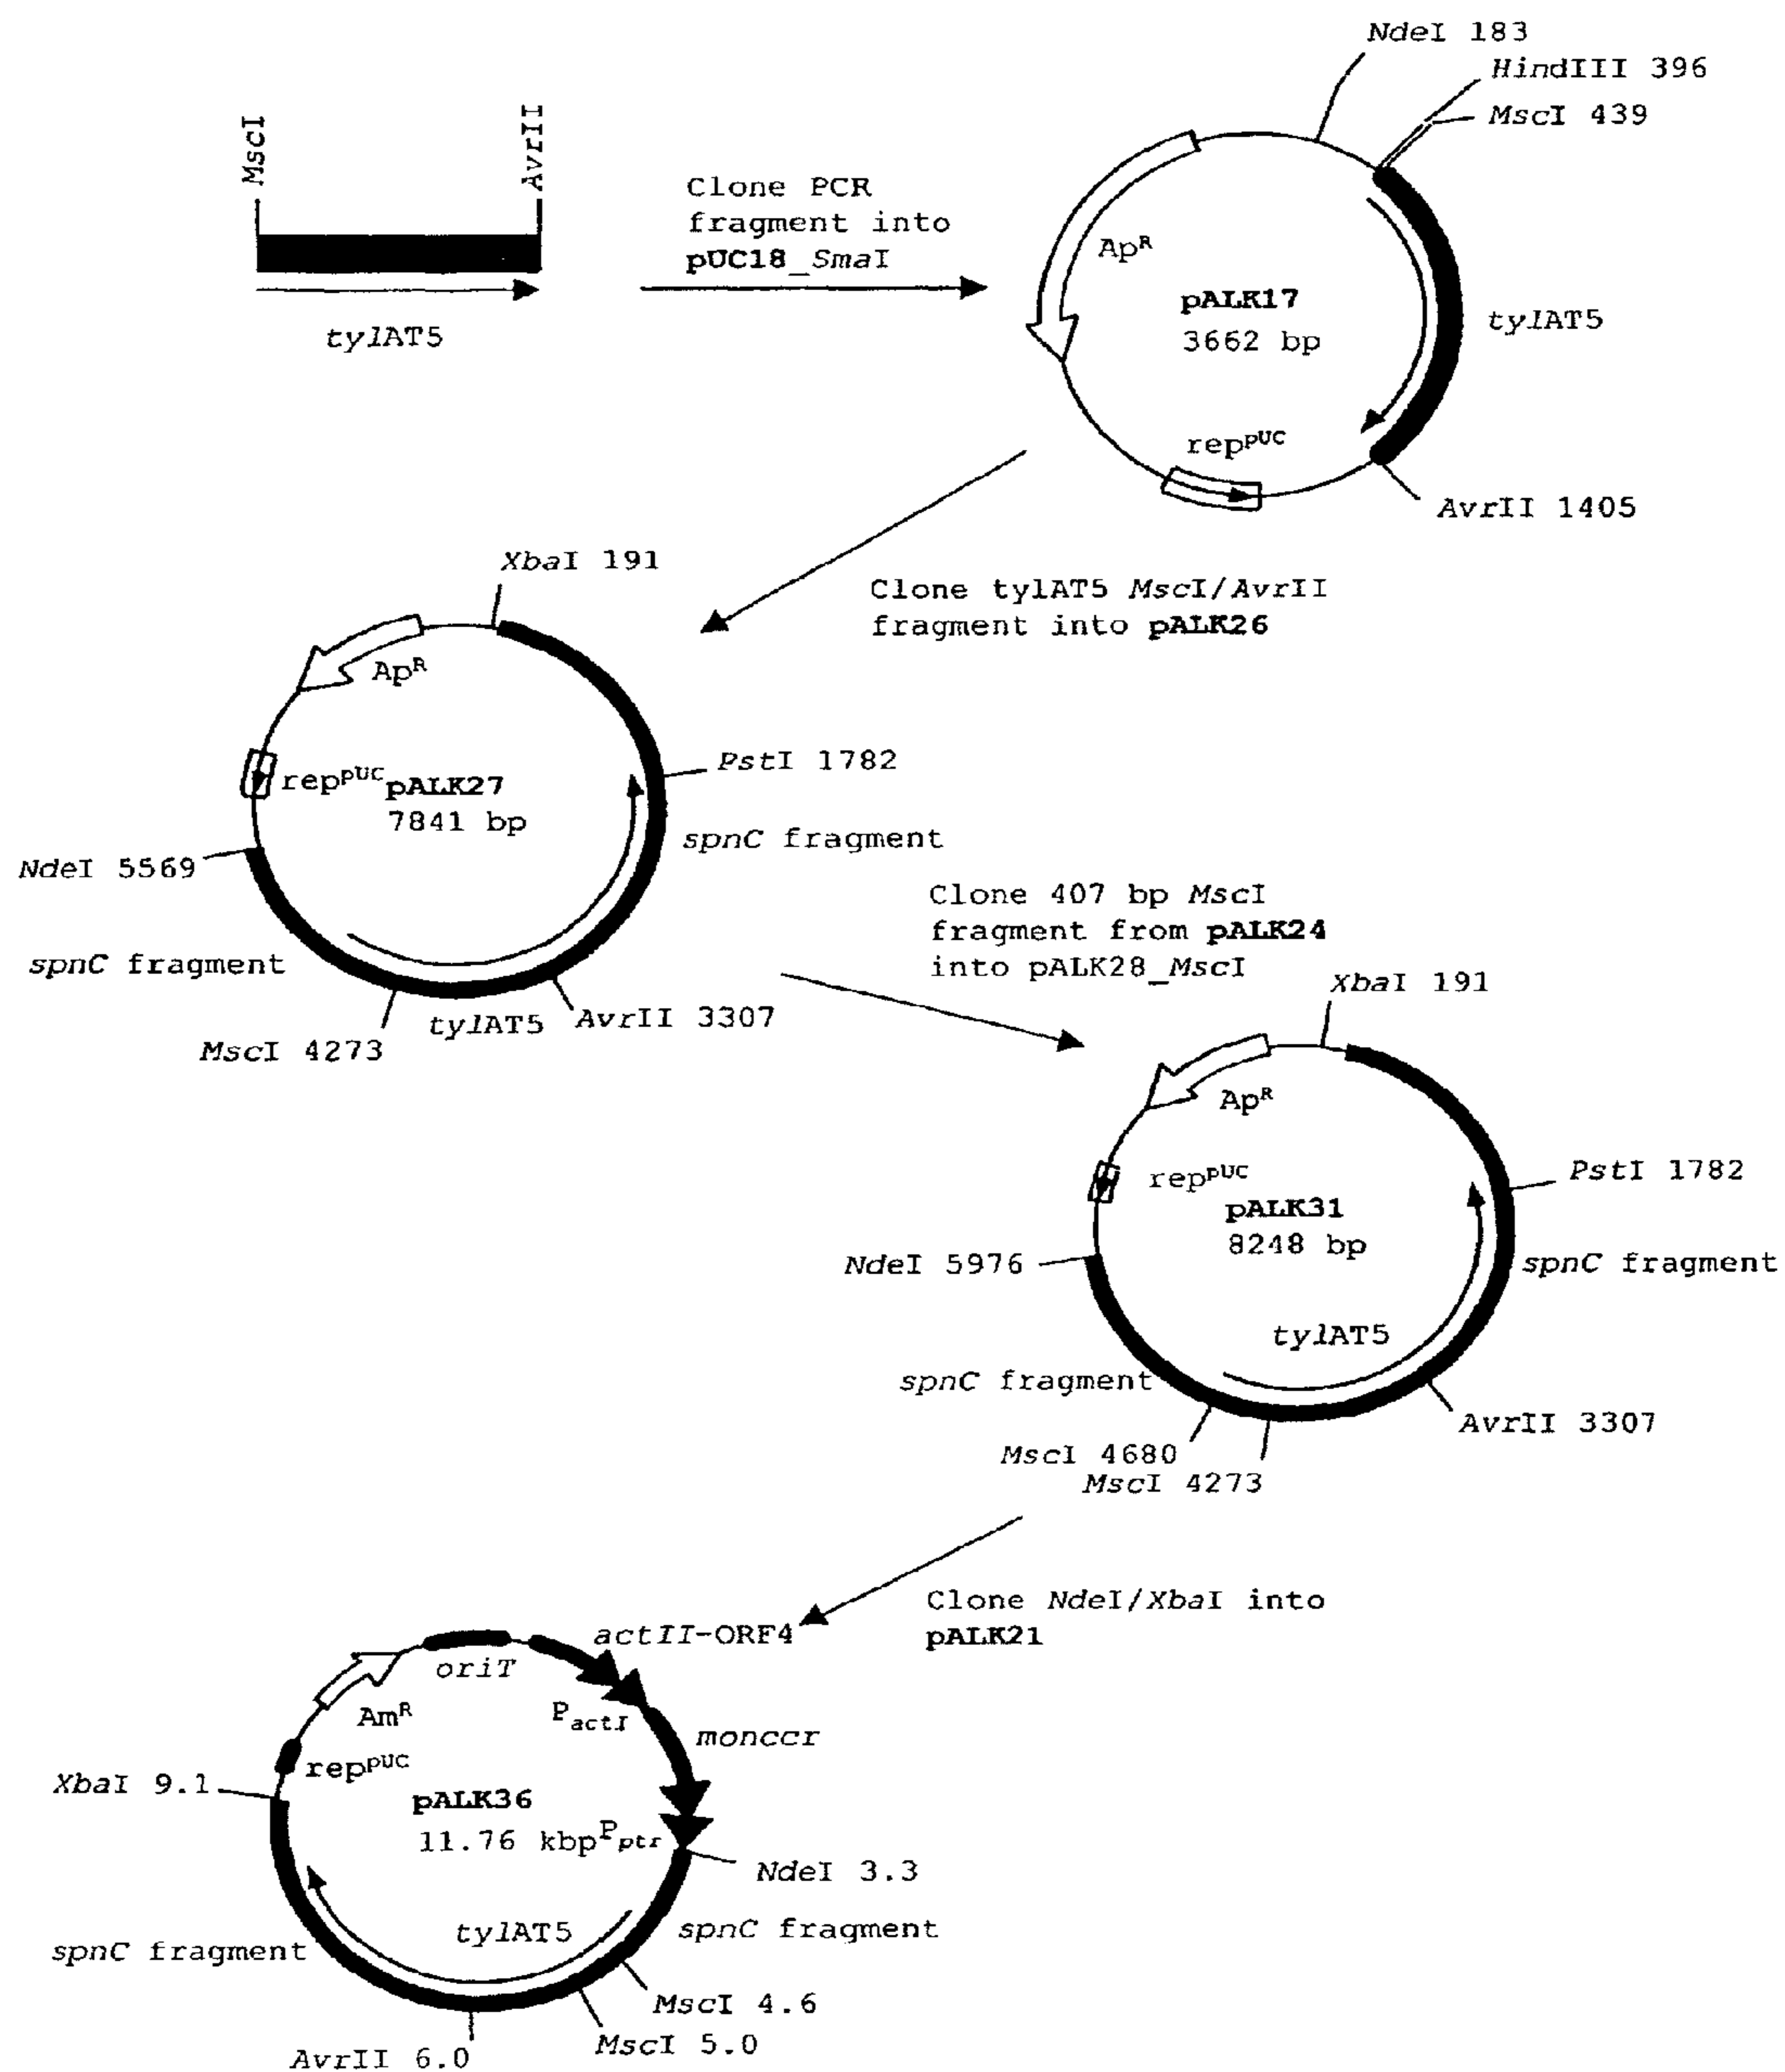 NdeI 183
HindIII 396
MscI 439
MscI
AvrII
tylAT5
Clone PCR
fragment into
pUC18_SmaI
ApR
pALK17
3662 bp
tylAT5
reppUC
AvrII 1405
Clone tylAT5 MscI/AvrII
fragment into pALK26
XbaI 191
ApR
reppUC
pALK27
7841 bp
PstI 1782
spnC fragment
NdeI 5569
spnC fragment
MscI 4273
tylAT5
AvrII 3307
Clone 407 bp MscI
fragment from pALK24
into pALK28_MscI
XbaI 191
ApR
reppUC
pALK31
8248 bp
PstI 1782
spnC fragment
NdeI 5976
tylAT5
spnC fragment
AvrII 3307
MscI 4680
MscI 4273
Clone NdeI/XbaI into
pALK21
actII-ORF4
oriT
AmR
PactI
monccr
reppUC
XbaI 9.1
pALK36
11.76 kbp
Pptr
NdeI 3.3
tylAT5
spnC fragment
spnC fragment
MscI 4.6
MscI 5.0
AvrII 6.0